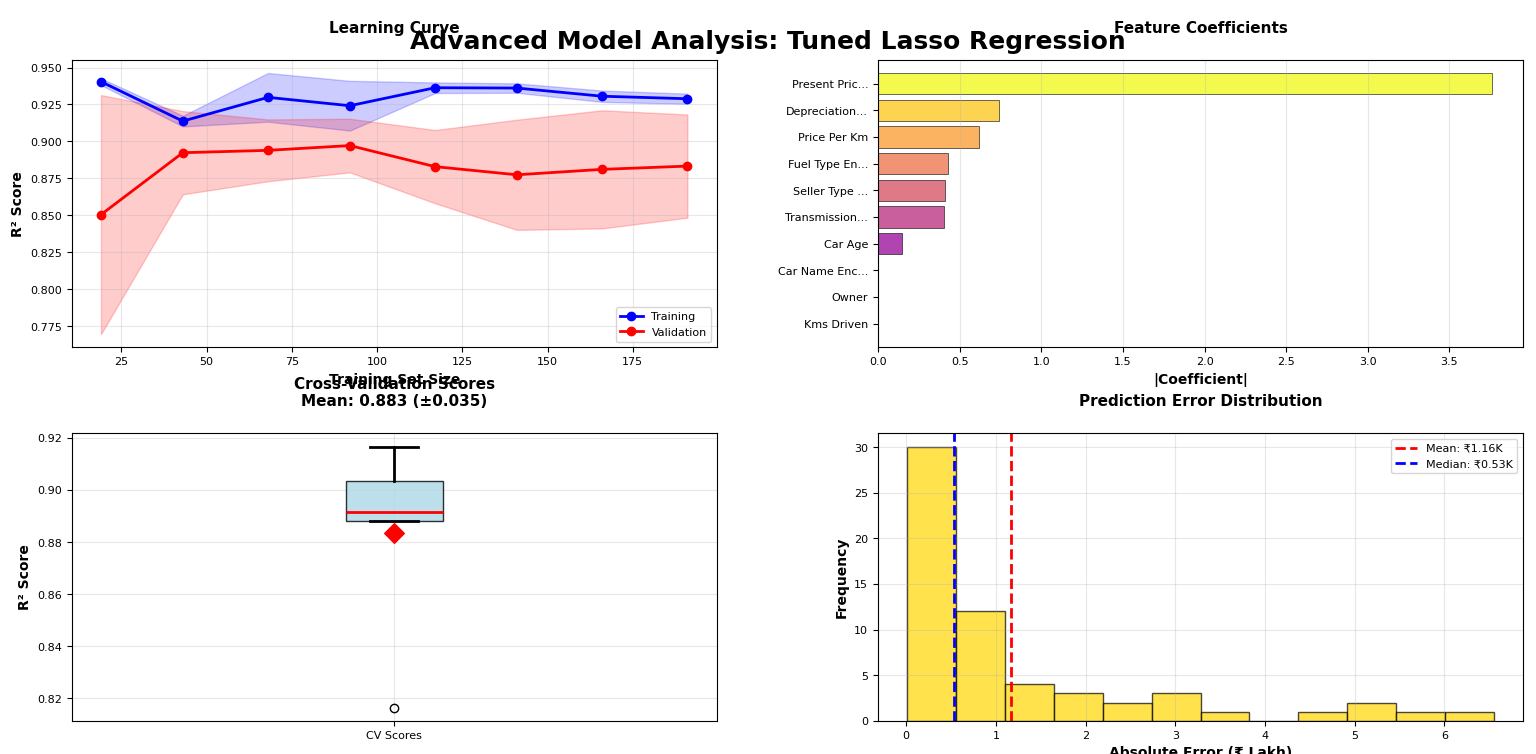 Advanced Model Analysis: Tuned Lasso Regression
Learning Curve
R² Score
0.950
0.925
0.900
0.875
0.850
0.825
0.800
0.775
Training
Validation
25 50 75 100 125 150 175
Training Set Size
Feature Coefficients
Present Pric...
Depreciation...
Price Per Km
Fuel Type En...
Seller Type ...
Transmission...
Car Age
Car Name Enc...
Owner
Kms Driven
0.0 0.5 1.0 1.5 2.0 2.5 3.0 3.5
|Coefficient|
Cross-Validation Scores
Mean: 0.883 (±0.035)
R² Score
0.92
0.90
0.88
0.86
0.84
0.82
CV Scores
Prediction Error Distribution
Frequency
30
25
20
15
10
5
0
Mean: ₹1.16K
Median: ₹0.53K
0 1 2 3 4 5 6
Absolute Error (₹ Lakh)